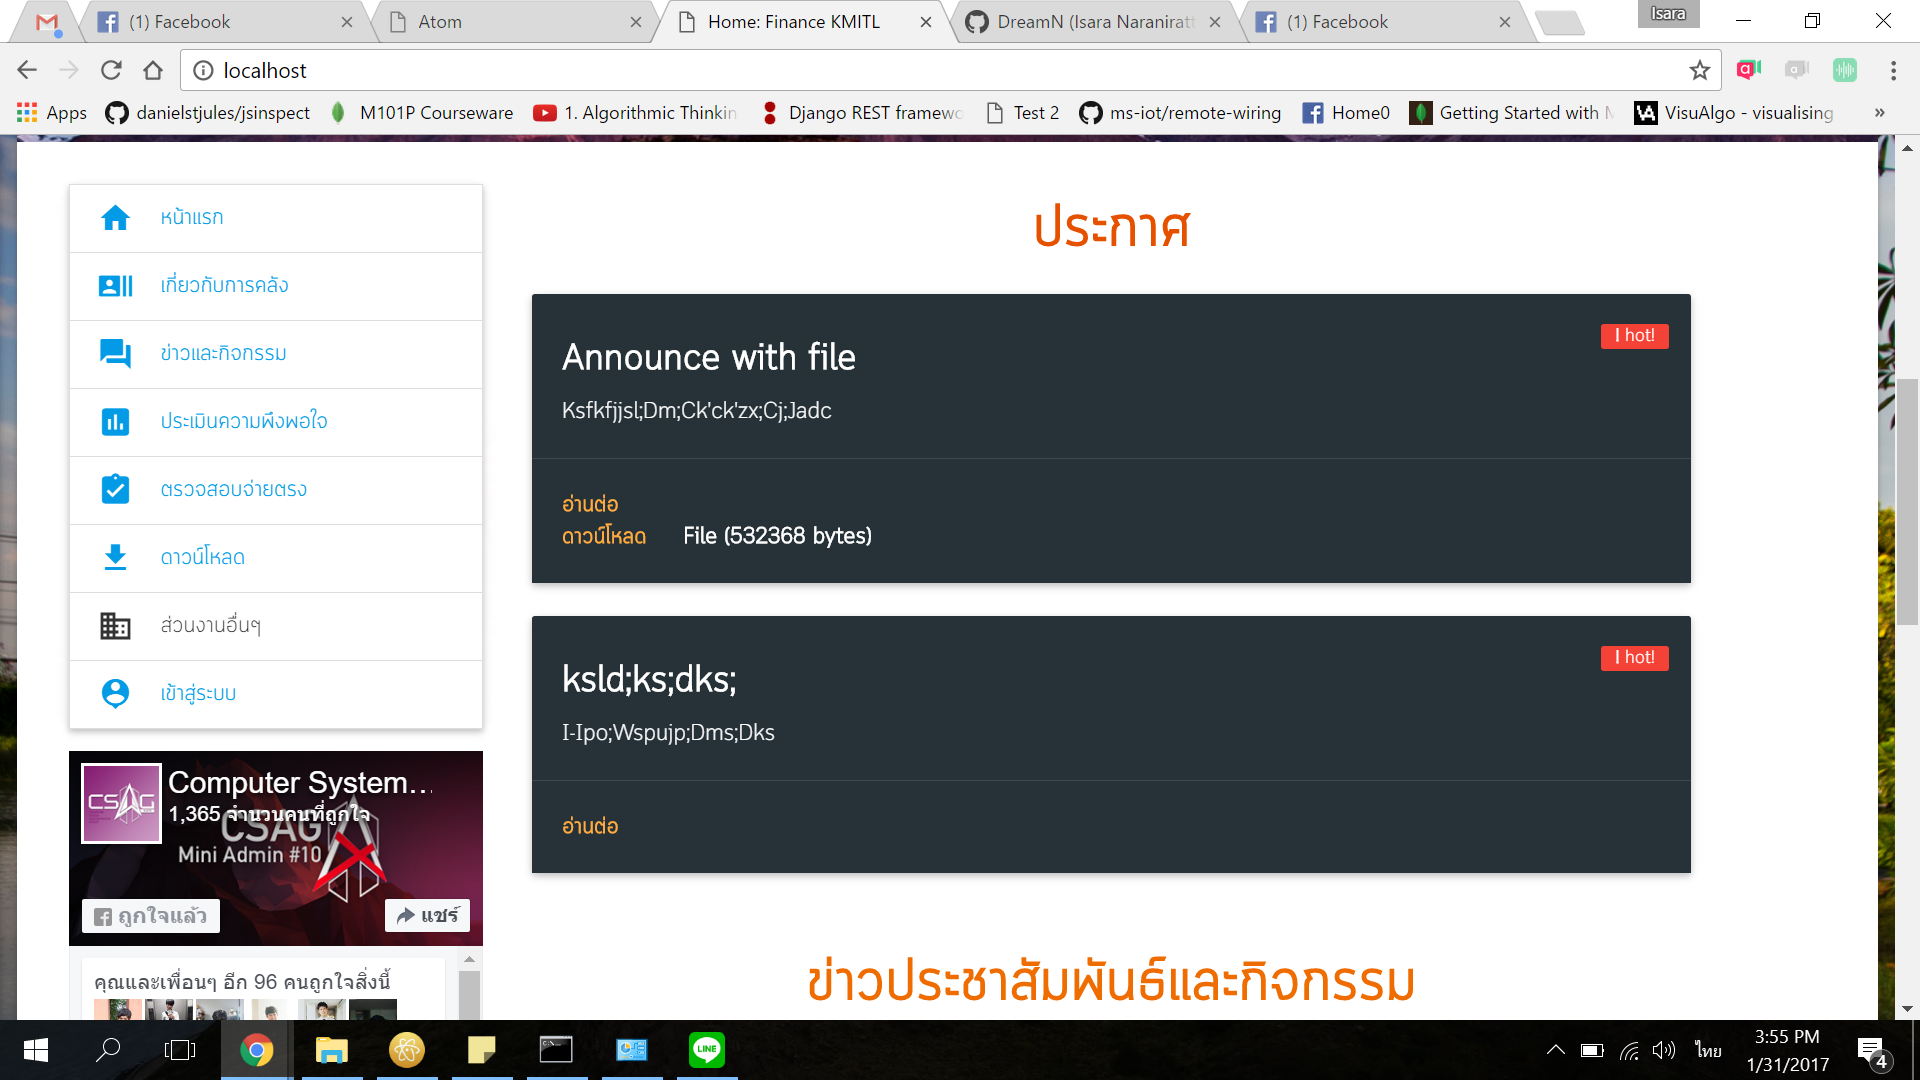 (1) Facebook
Atom
Home: Finance KMITL
DreamN (Isara Naraniratt
(1) Facebook
Isara
localhost
Apps
danielstjules/jsinspect
M101P Courseware
1. Algorithmic Thinkin
Django REST framewo
Test 2
ms-iot/remote-wiring
Home0
Getting Started with M
VisuAlgo - visualising
»
หน้าแรก
เกี่ยวกับการคลัง
ข่าวและกิจกรรม
ประเมินความพึงพอใจ
ตรวจสอบจ่ายตรง
ดาวน์โหลด
ส่วนงานอื่นๆ
เข้าสู่ระบบ
ประกาศ
I hot!
Announce with file
Ksfkfjjsl;Dm;Ck'ck'zx;Cj;Jadc
อ่านต่อ
ดาวน์โหลด File (532368 bytes)
I hot!
ksld;ks;dks;
I-Ipo;Wspujp;Dms;Dks
อ่านต่อ
ข่าวประชาสัมพันธ์และกิจกรรม
CSAG
Computer System...
1,365 จำนวนคนที่ถูกใจ
CSAG
Mini Admin #10
ถูกใจแล้ว
แชร์
คุณและเพื่อนๆ อีก 96 คนถูกใจสิ่งนี้
LINE
ไทย
3:55 PM
1/31/2017
4